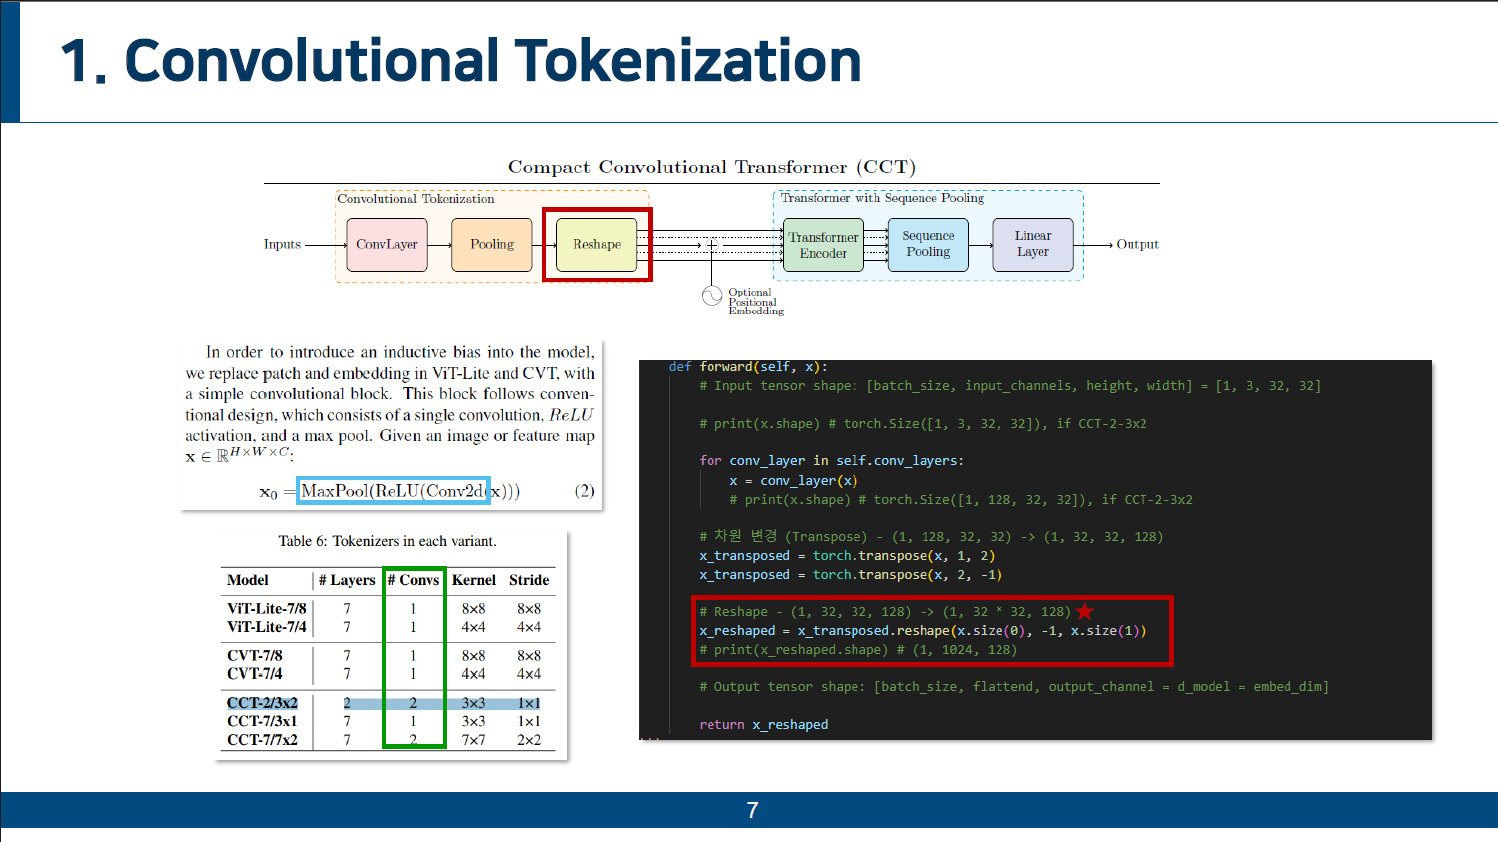 1. Convolutional Tokenization
Compact Convolutional Transformer (CCT)
Convolutional Tokenization
Transformer with Sequence Pooling
Inputs
ConvLayer
Pooling
Reshape
Transformer
Encoder
Sequence
Pooling
Linear
Layer
Output
Optional
Positional
Embedding
In order to introduce an inductive bias into the model,
we replace patch and embedding in ViT-Lite and CVT, with
a simple convolutional block. This block follows conven-
tional design, which consists of a single convolution, ReLU
activation, and a max pool. Given an image or feature map
x ∈ ℝ^{H×W×C}:
x₀ = MaxPool(ReLU(Conv2d(x))) (2)
Table 6: Tokenizers in each variant.
Model # Layers # Convs Kernel Stride
ViT-Lite-7/8 7 1 8×8 8×8
ViT-Lite-7/4 7 1 4×4 4×4
CVT-7/8 7 1 8×8 8×8
CVT-7/4 7 1 4×4 4×4
CCT-2/3x2 2 2 3×3 1×1
CCT-7/3x1 7 1 3×3 1×1
CCT-7/7x2 7 2 7×7 2×2
def forward(self, x):
# Input tensor shape: [batch_size, input_channels, height, width] = [1, 3, 32, 32]
# print(x.shape) # torch.Size([1, 3, 32, 32]), if CCT-2-3x2
for conv_layer in self.conv_layers:
x = conv_layer(x)
# print(x.shape) # torch.Size([1, 128, 32, 32]), if CCT-2-3x2
# 차원 변경 (Transpose) - (1, 128, 32, 32) -> (1, 32, 32, 128)
x_transposed = torch.transpose(x, 1, 2)
x_transposed = torch.transpose(x, 2, -1)
# Reshape - (1, 32, 32, 128) -> (1, 32 * 32, 128)
x_reshaped = x_transposed.reshape(x.size(0), -1, x.size(1))
# print(x_reshaped.shape) # (1, 1024, 128)
# Output tensor shape: [batch_size, flattend, output_channel = d_model = embed_dim]
return x_reshaped
7